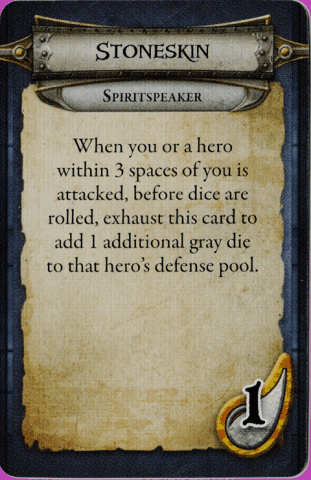 Stoneskin
Spiritspeaker
When you or a hero
within 3 spaces of you is
attacked, before dice are
rolled, exhaust this card to
add 1 additional gray die
to that hero's defense pool.
1